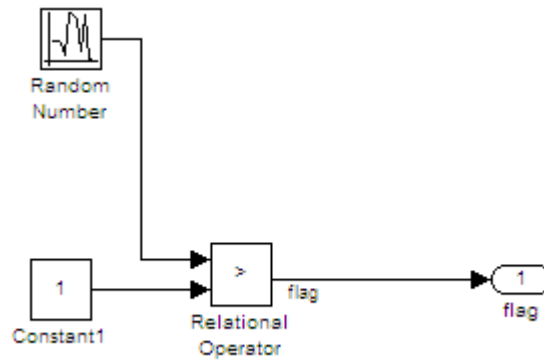 Random
Number
1
Constant1
>
Relational
Operator
flag
1
flag